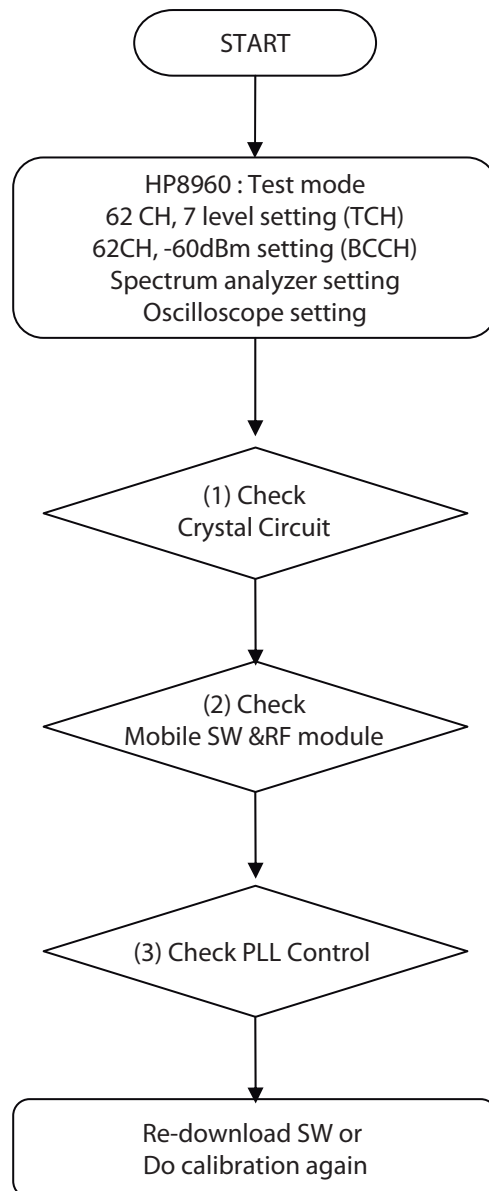 START
HP8960 : Test mode
62 CH, 7 level setting (TCH)
62CH, -60dBm setting (BCCH)
Spectrum analyzer setting
Oscilloscope setting
(1) Check
Crystal Circuit
(2) Check
Mobile SW &RF module
(3) Check PLL Control
Re-download SW or
Do calibration again